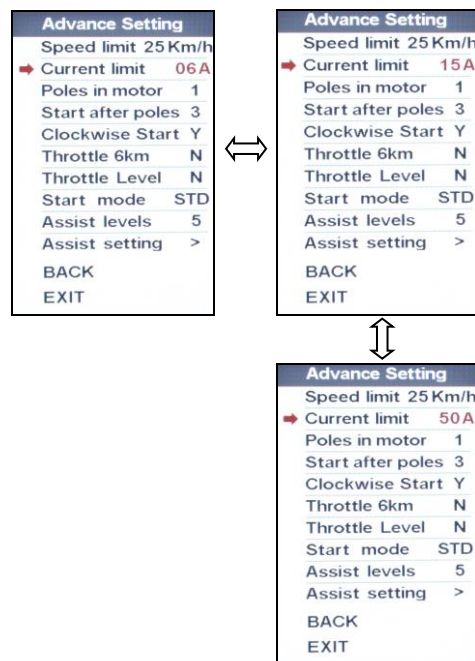 Advance Setting
Speed limit 25 Km/h
Current limit 06A
Poles in motor 1
Start after poles 3
Clockwise Start Y
Throttle 6km N
Throttle Level N
Start mode STD
Assist levels 5
Assist setting >
BACK
EXIT
Advance Setting
Speed limit 25 Km/h
Current limit 15A
Poles in motor 1
Start after poles 3
Clockwise Start Y
Throttle 6km N
Throttle Level N
Start mode STD
Assist levels 5
Assist setting >
BACK
EXIT
Advance Setting
Speed limit 25 Km/h
Current limit 50A
Poles in motor 1
Start after poles 3
Clockwise Start Y
Throttle 6km N
Throttle Level N
Start mode STD
Assist levels 5
Assist setting >
BACK
EXIT